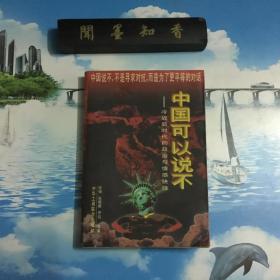 聞墨知香
中国说不,不是寻求对抗,而是为了更平等的对话
中国可以说不
——冷战后时代的政治与情感抉择